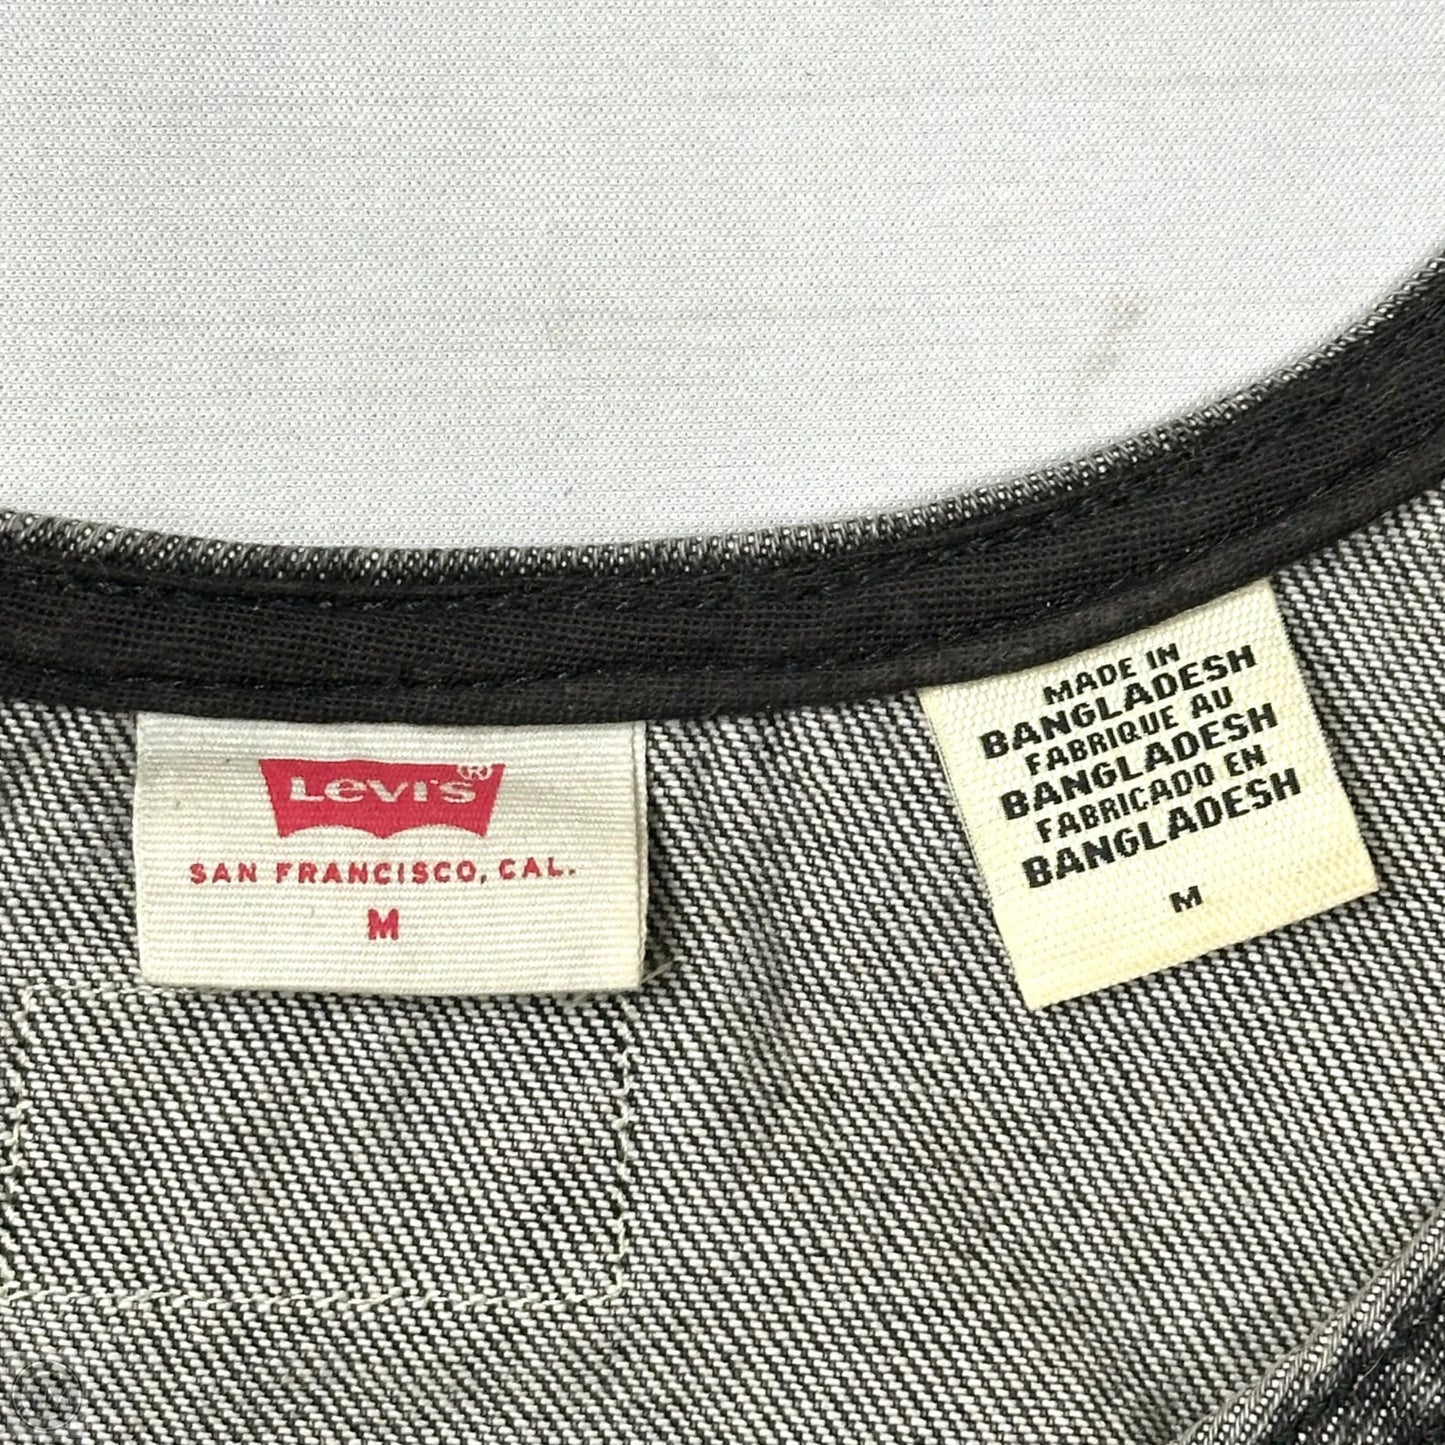 Levi's®
SAN FRANCISCO, CAL.
M
MADE IN
BANGLADESH
FABRIQUE AU
BANGLADESH
FABRICADO EN
BANGLADESH
M